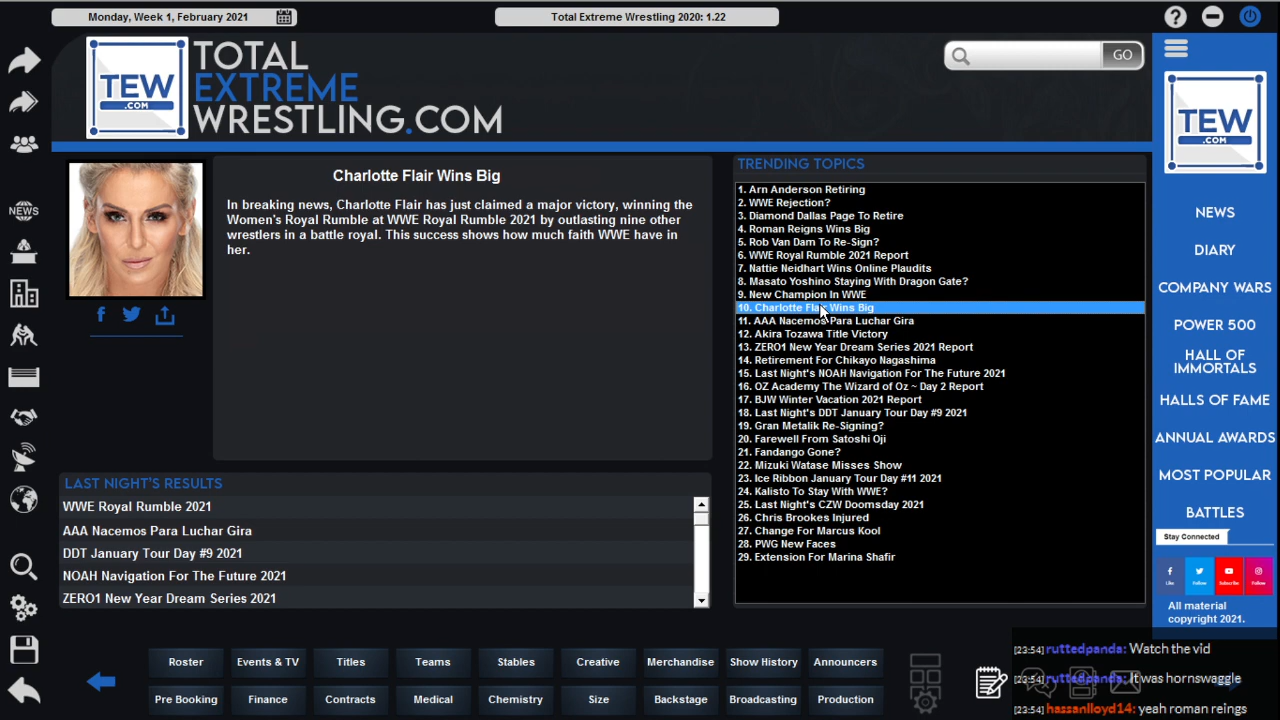 Monday, Week 1, February 2021
Total Extreme Wrestling 2020: 1.22
?
TEW
.COM
TOTAL
EXTREME
WRESTLING.COM
GO
TEW
.COM
Charlotte Flair Wins Big
In breaking news, Charlotte Flair has just claimed a major victory, winning the
Women's Royal Rumble at WWE Royal Rumble 2021 by outlasting nine other
wrestlers in a battle royal. This success shows how much faith WWE have in
her.
TRENDING TOPICS
1. Arn Anderson Retiring
2. WWE Rejection?
3. Diamond Dallas Page To Retire
4. Roman Reigns Wins Big
5. Rob Van Dam To Re-Sign?
6. WWE Royal Rumble 2021 Report
7. Nattie Neidhart Wins Online Plaudits
8. Masato Yoshino Staying With Dragon Gate?
9. New Champion In WWE
10. Charlotte Flair Wins Big
11. AAA Nacemos Para Luchar Gira
12. Akira Tozawa Title Victory
13. ZERO1 New Year Dream Series 2021 Report
14. Retirement For Chikayo Nagashima
15. Last Night's NOAH Navigation For The Future 2021
16. OZ Academy The Wizard of Oz ~ Day 2 Report
17. BJW Winter Vacation 2021 Report
18. Last Night's DDT January Tour Day #9 2021
19. Gran Metalik Re-Signing?
20. Farewell From Satoshi Oji
21. Fandango Gone?
22. Mizuki Watase Misses Show
23. Ice Ribbon January Tour Day #11 2021
24. Kalisto To Stay With WWE?
25. Last Night's CZW Doomsday 2021
26. Chris Brookes Injured
27. Change For Marcus Kool
28. PWG New Faces
29. Extension For Marina Shafir
NEWS
NEWS
DIARY
COMPANY WARS
POWER 500
HALL OF
IMMORTALS
HALLS OF FAME
ANNUAL AWARDS
MOST POPULAR
BATTLES
Stay Connected
Like
Follow
Subscribe
Follow
All material
copyright 2021.
LAST NIGHT'S RESULTS
WWE Royal Rumble 2021
AAA Nacemos Para Luchar Gira
DDT January Tour Day #9 2021
NOAH Navigation For The Future 2021
ZERO1 New Year Dream Series 2021
Roster
Events & TV
Titles
Teams
Stables
Creative
Merchandise
Show History
Announcers
Pre Booking
Finance
Contracts
Medical
Chemistry
Size
Backstage
Broadcasting
Production
[23:54] ruttedpanda: Watch the vid
[23:54] ruttedpanda: It was hornswaggle
[23:54] hassanlloyd14: yeah roman reings